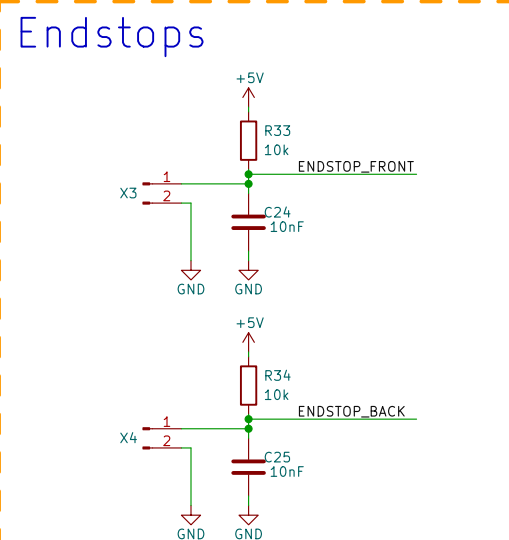 Endstops
+5V
R33
10k
ENDSTOP_FRONT
X3
1
2
C24
10nF
GND
GND
+5V
R34
10k
ENDSTOP_BACK
X4
1
2
C25
10nF
GND
GND